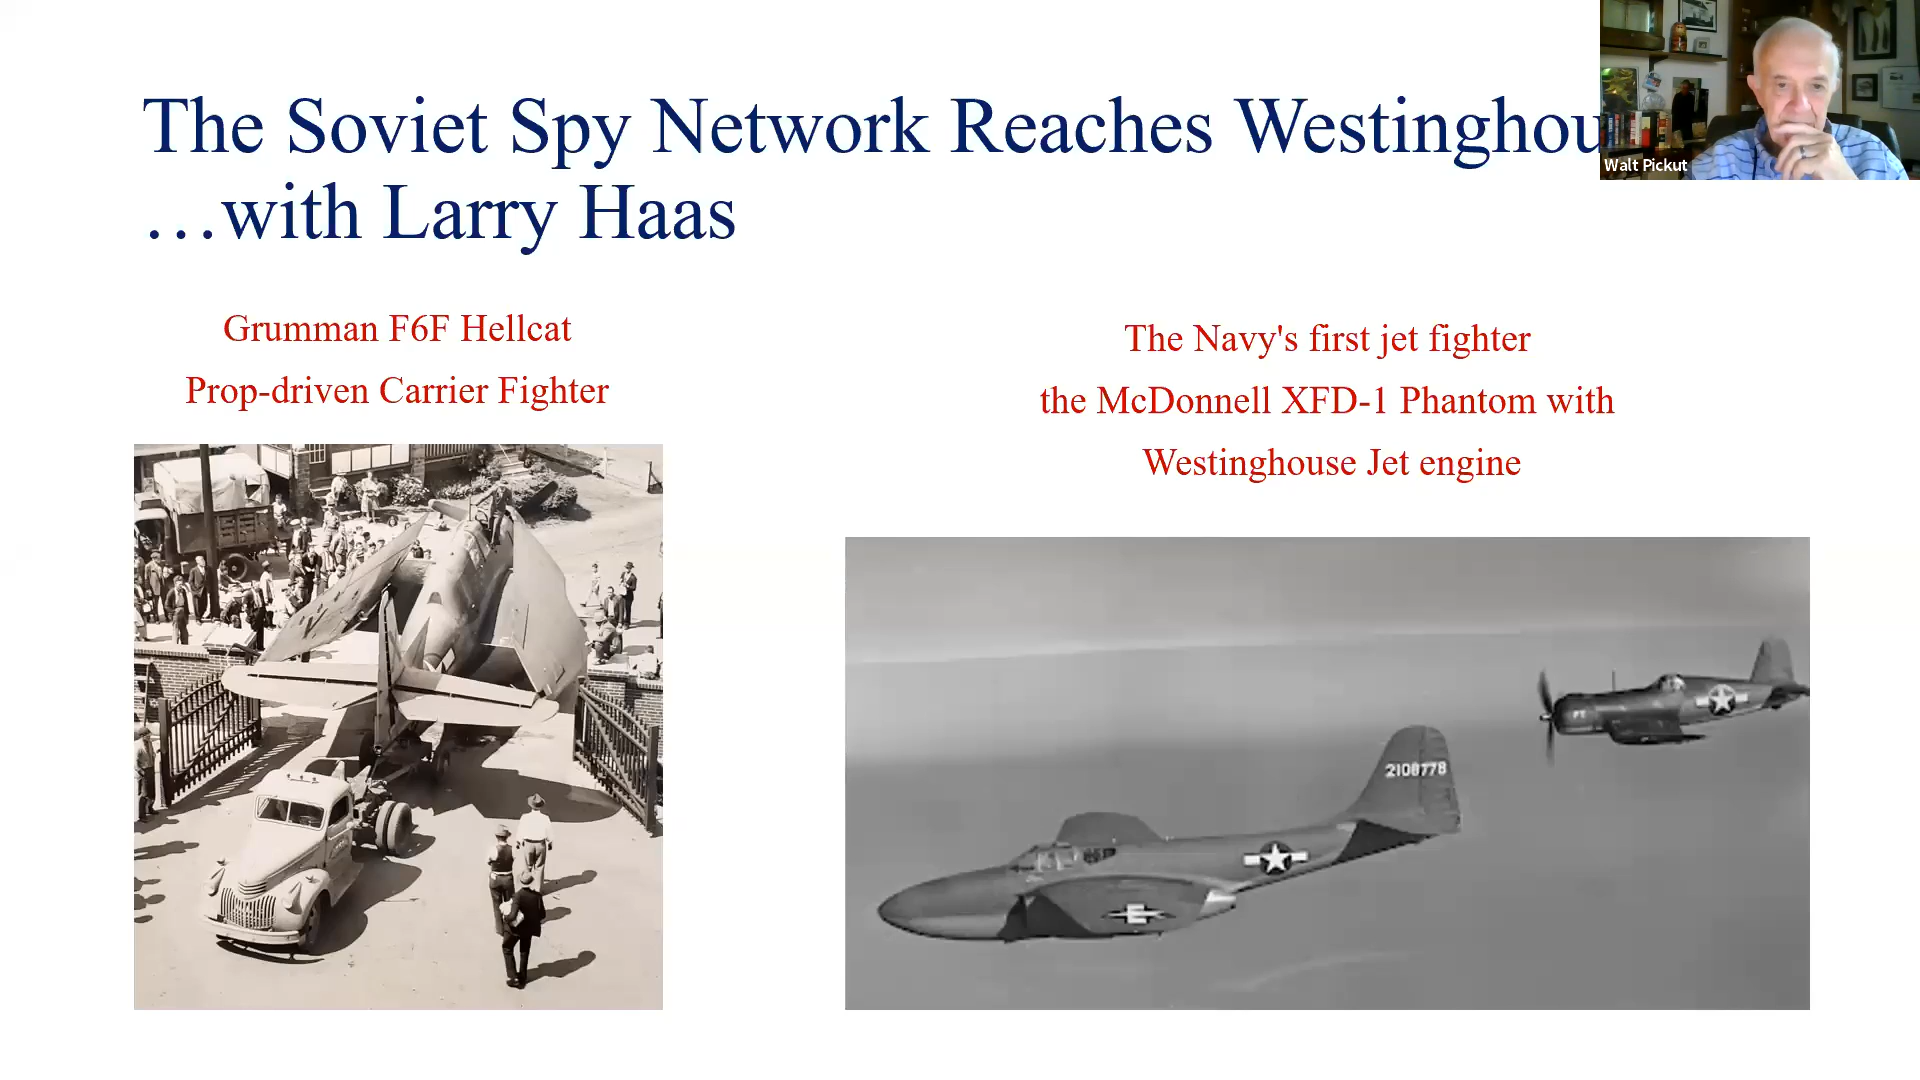 The Soviet Spy Network Reaches Westinghou
…with Larry Haas
Walt Pickut
Grumman F6F Hellcat
Prop-driven Carrier Fighter
The Navy's first jet fighter
the McDonnell XFD-1 Phantom with
Westinghouse Jet engine
2108778